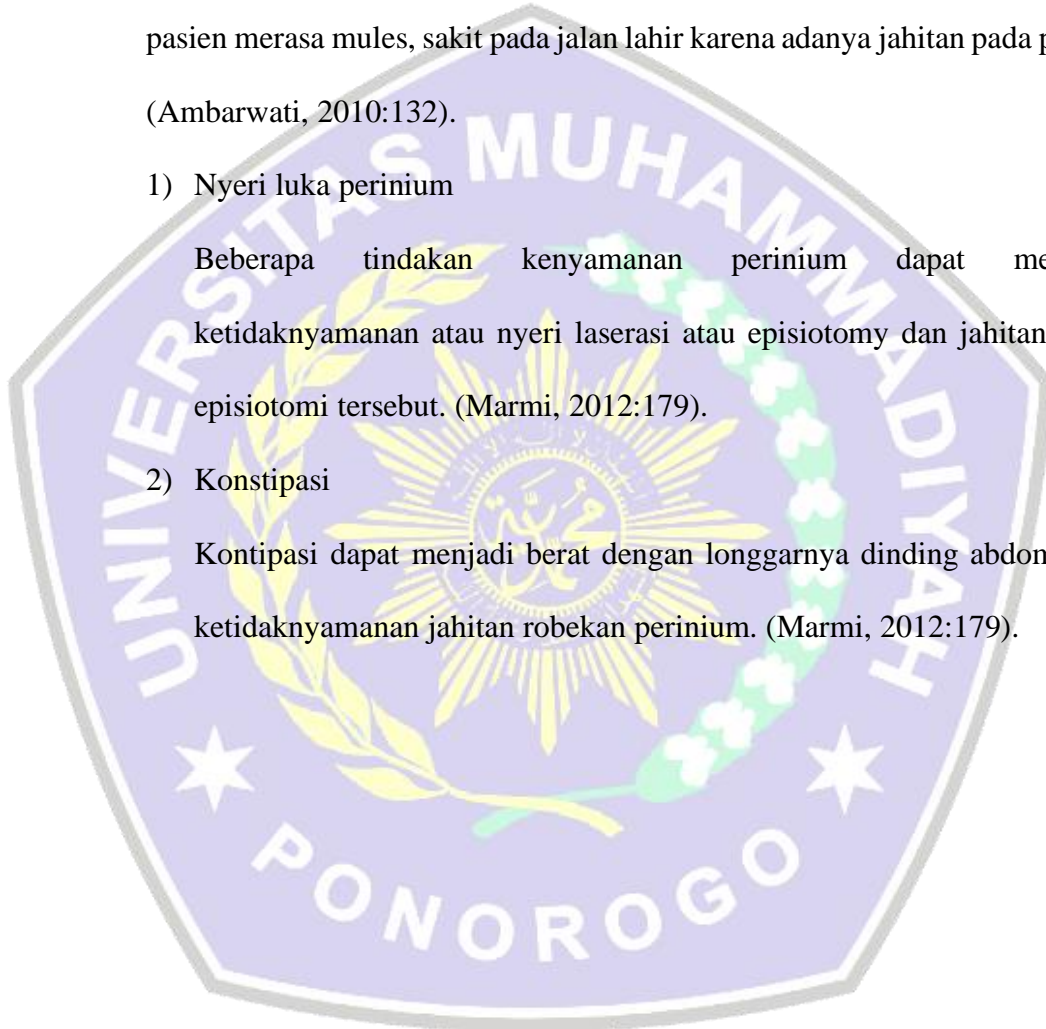 pasien merasa mules, sakit pada jalan lahir karena adanya jahitan pada
(Ambarwati, 2010:132).
1) Nyeri luka perinium
Beberapa tindakan kenyamanan perinium dapat
ketidaknyamanan atau nyeri laserasi atau episiotomy dan jahitan
episiotomi tersebut. (Marmi, 2012:179).
2) Konstipasi
Kontipasi dapat menjadi berat dengan longgarnya dinding
ketidaknyamanan jahitan robekan perinium. (Marmi, 2012:179).
UNIVERSITAS MUHAMMADIYAH
PONOROGO